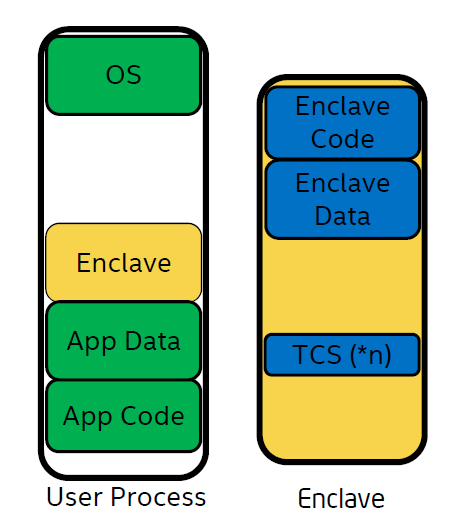 OS
Enclave
App Data
App Code
User Process
Enclave
Code
Enclave
Data
TCS (*n)
Enclave